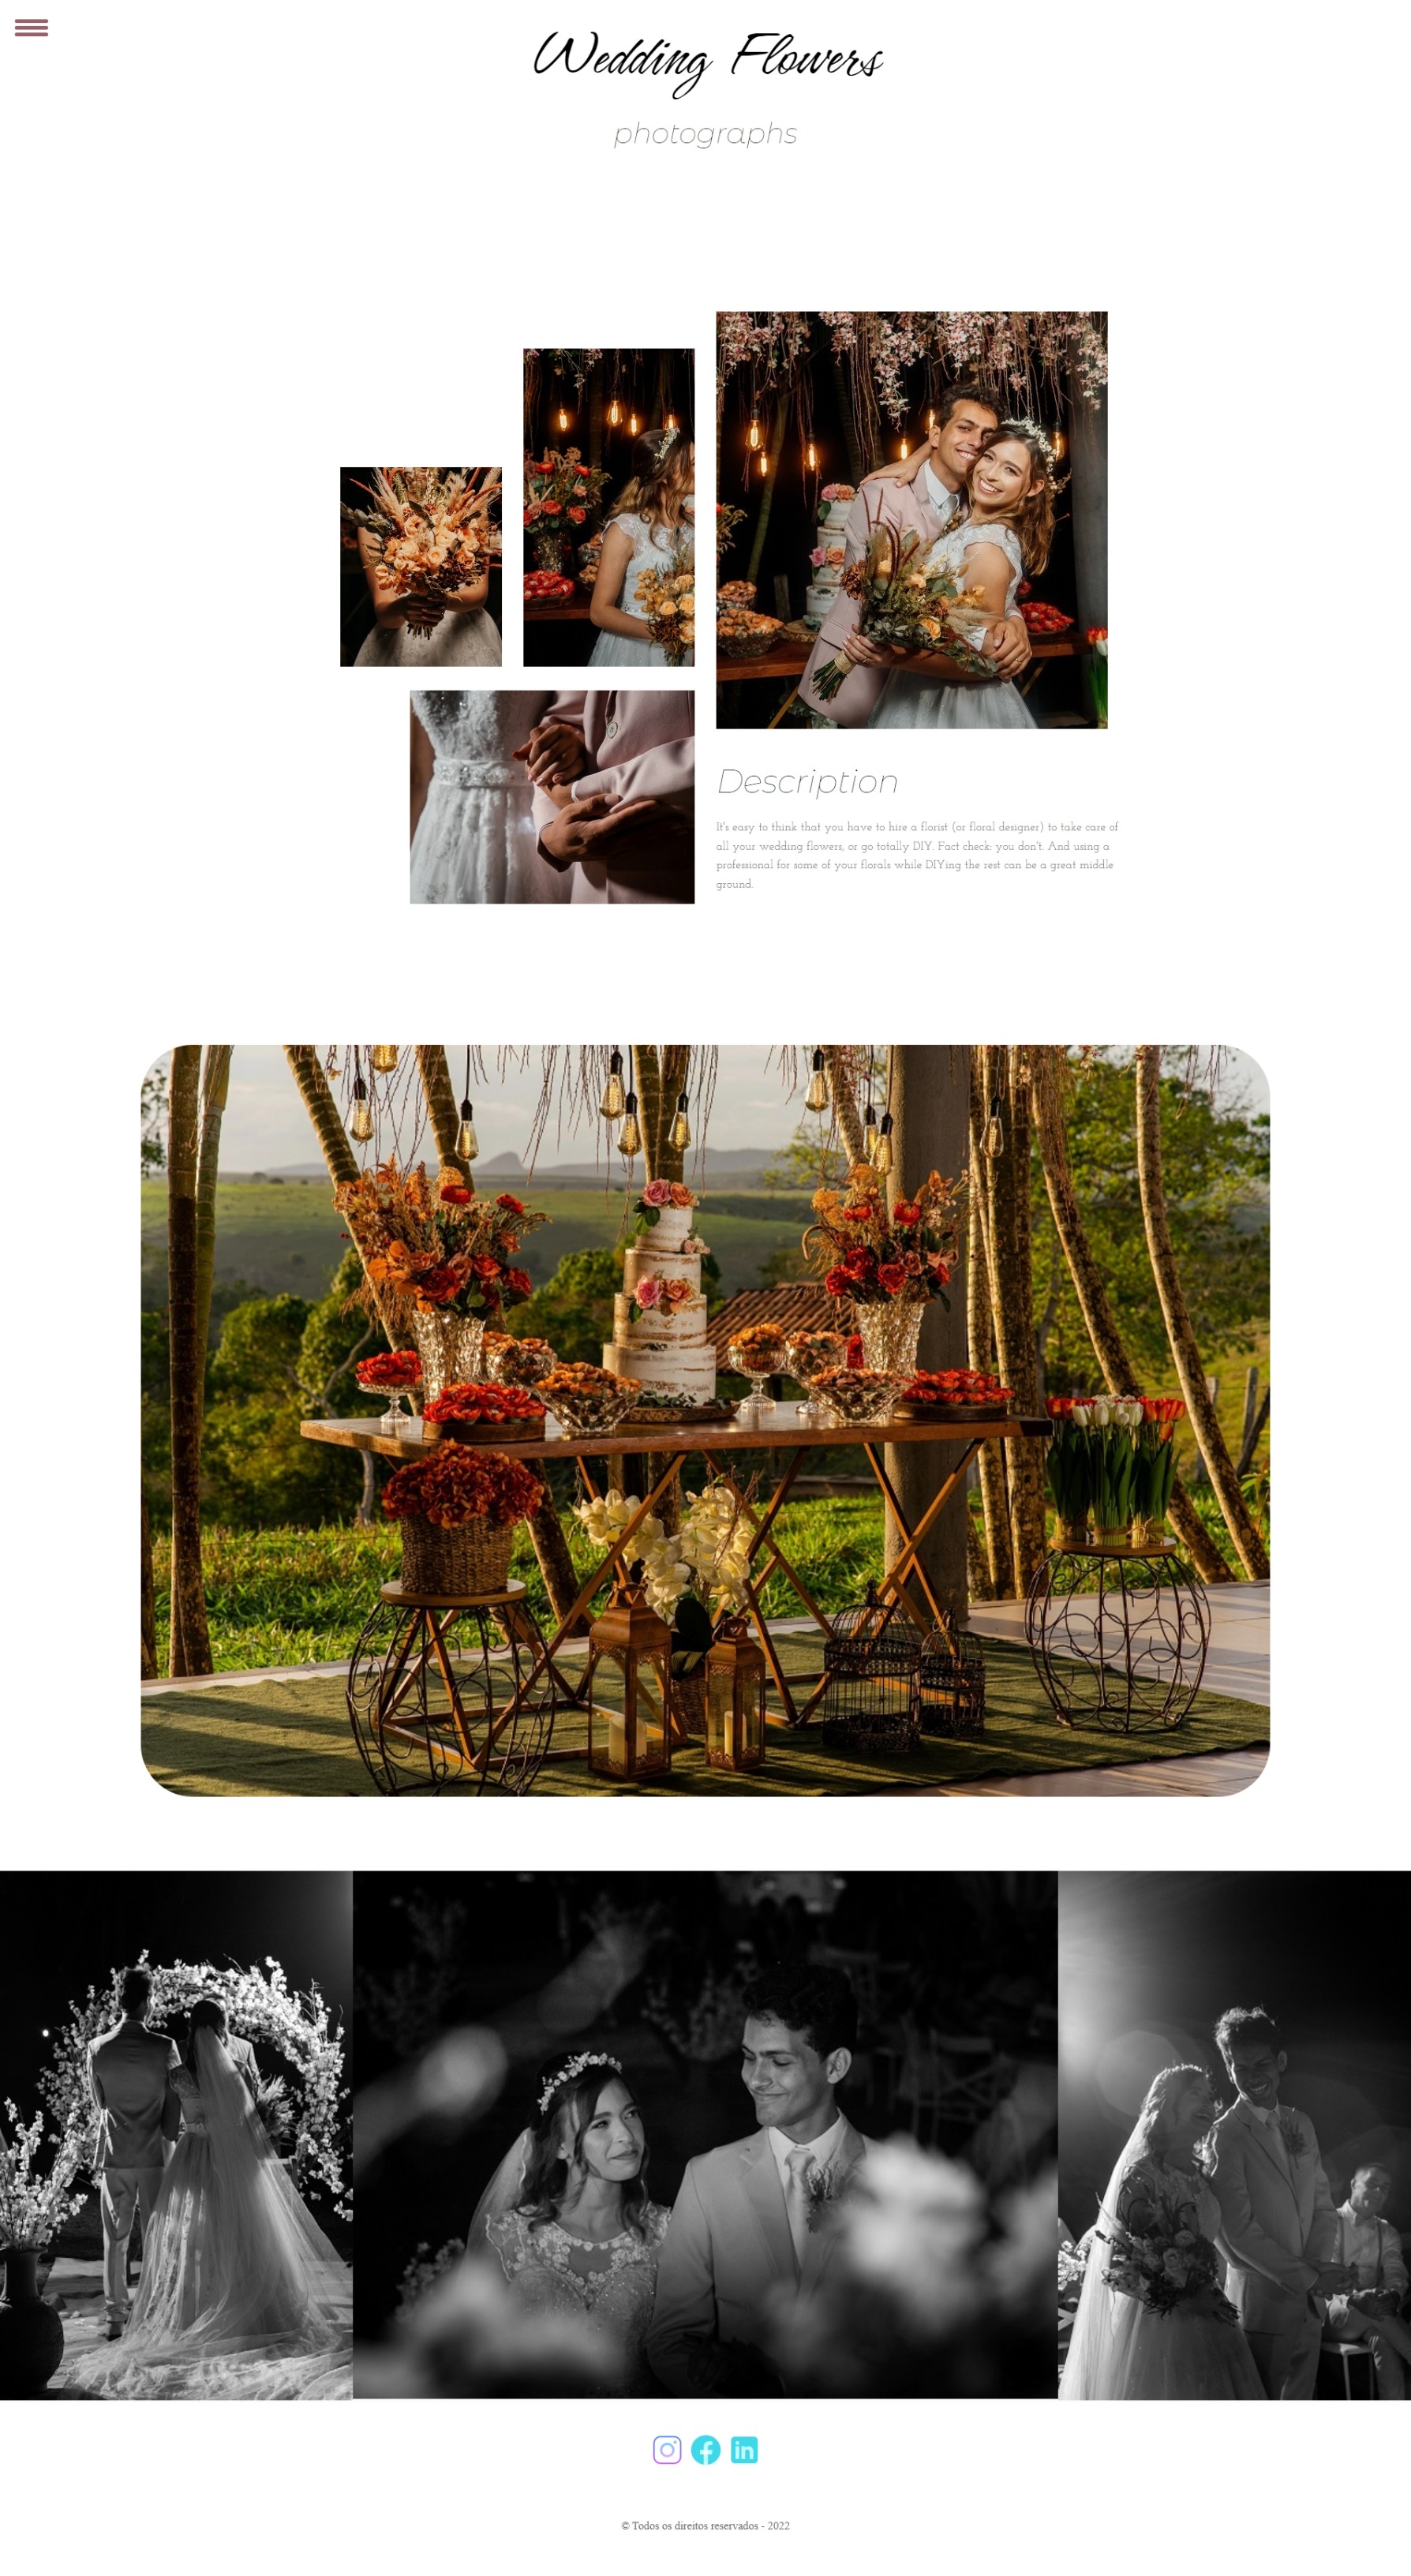 Wedding Flowers
photographs
Description
It's easy to think that you have to hire a florist (or floral designer) to take care of
all your wedding flowers, or go totally DIY. Fact check: you don't. And using a
professional for some of your florals while DIYing the rest can be a great middle
ground.
© Todos os direitos reservados - 2022